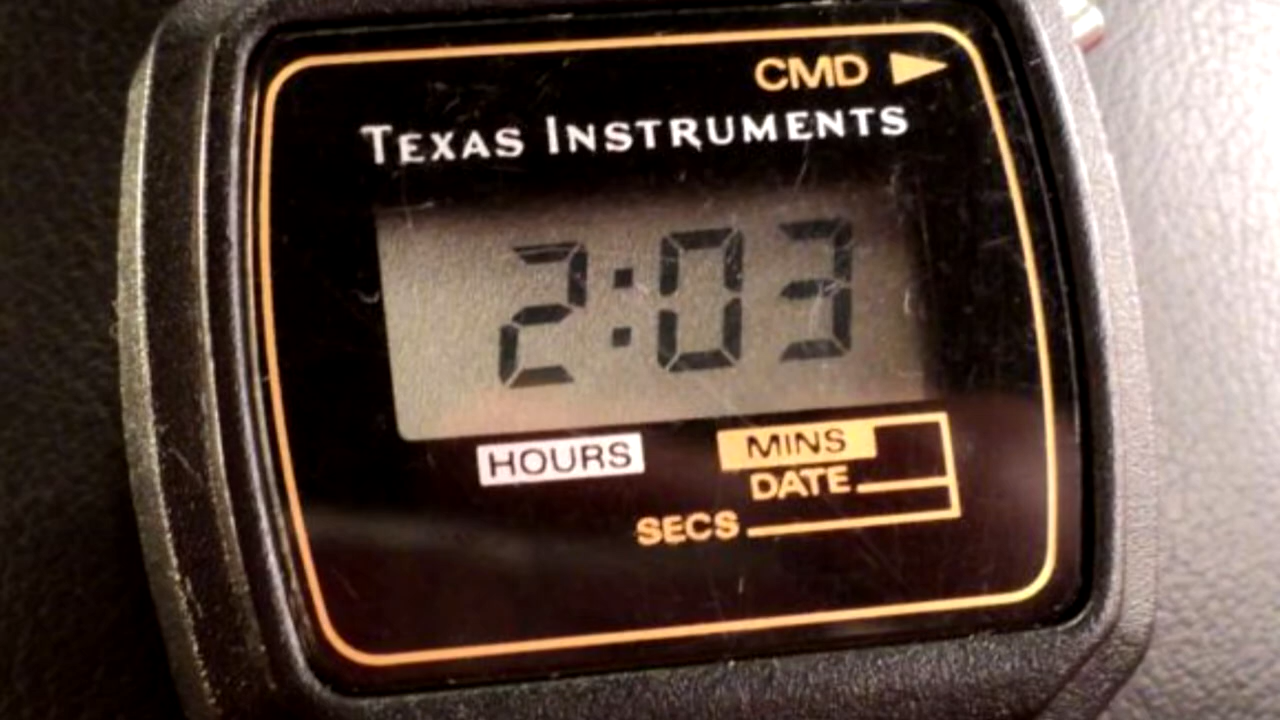 CMD
TEXAS INSTRUMENTS
2:03
HOURS MINS
DATE
SECS